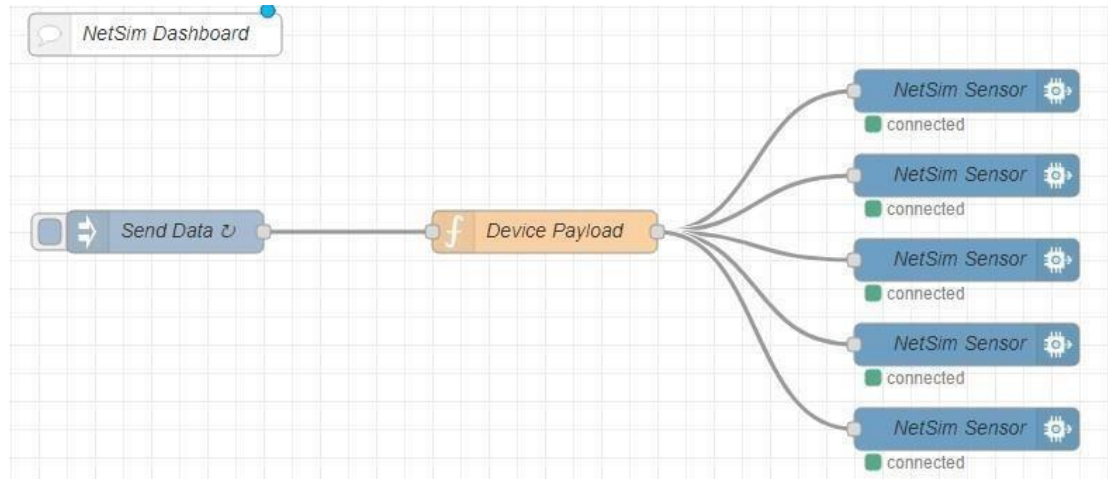 NetSim Dashboard
NetSim Sensor
connected
NetSim Sensor
connected
Send Data ↻
Device Payload
NetSim Sensor
connected
NetSim Sensor
connected
NetSim Sensor
connected